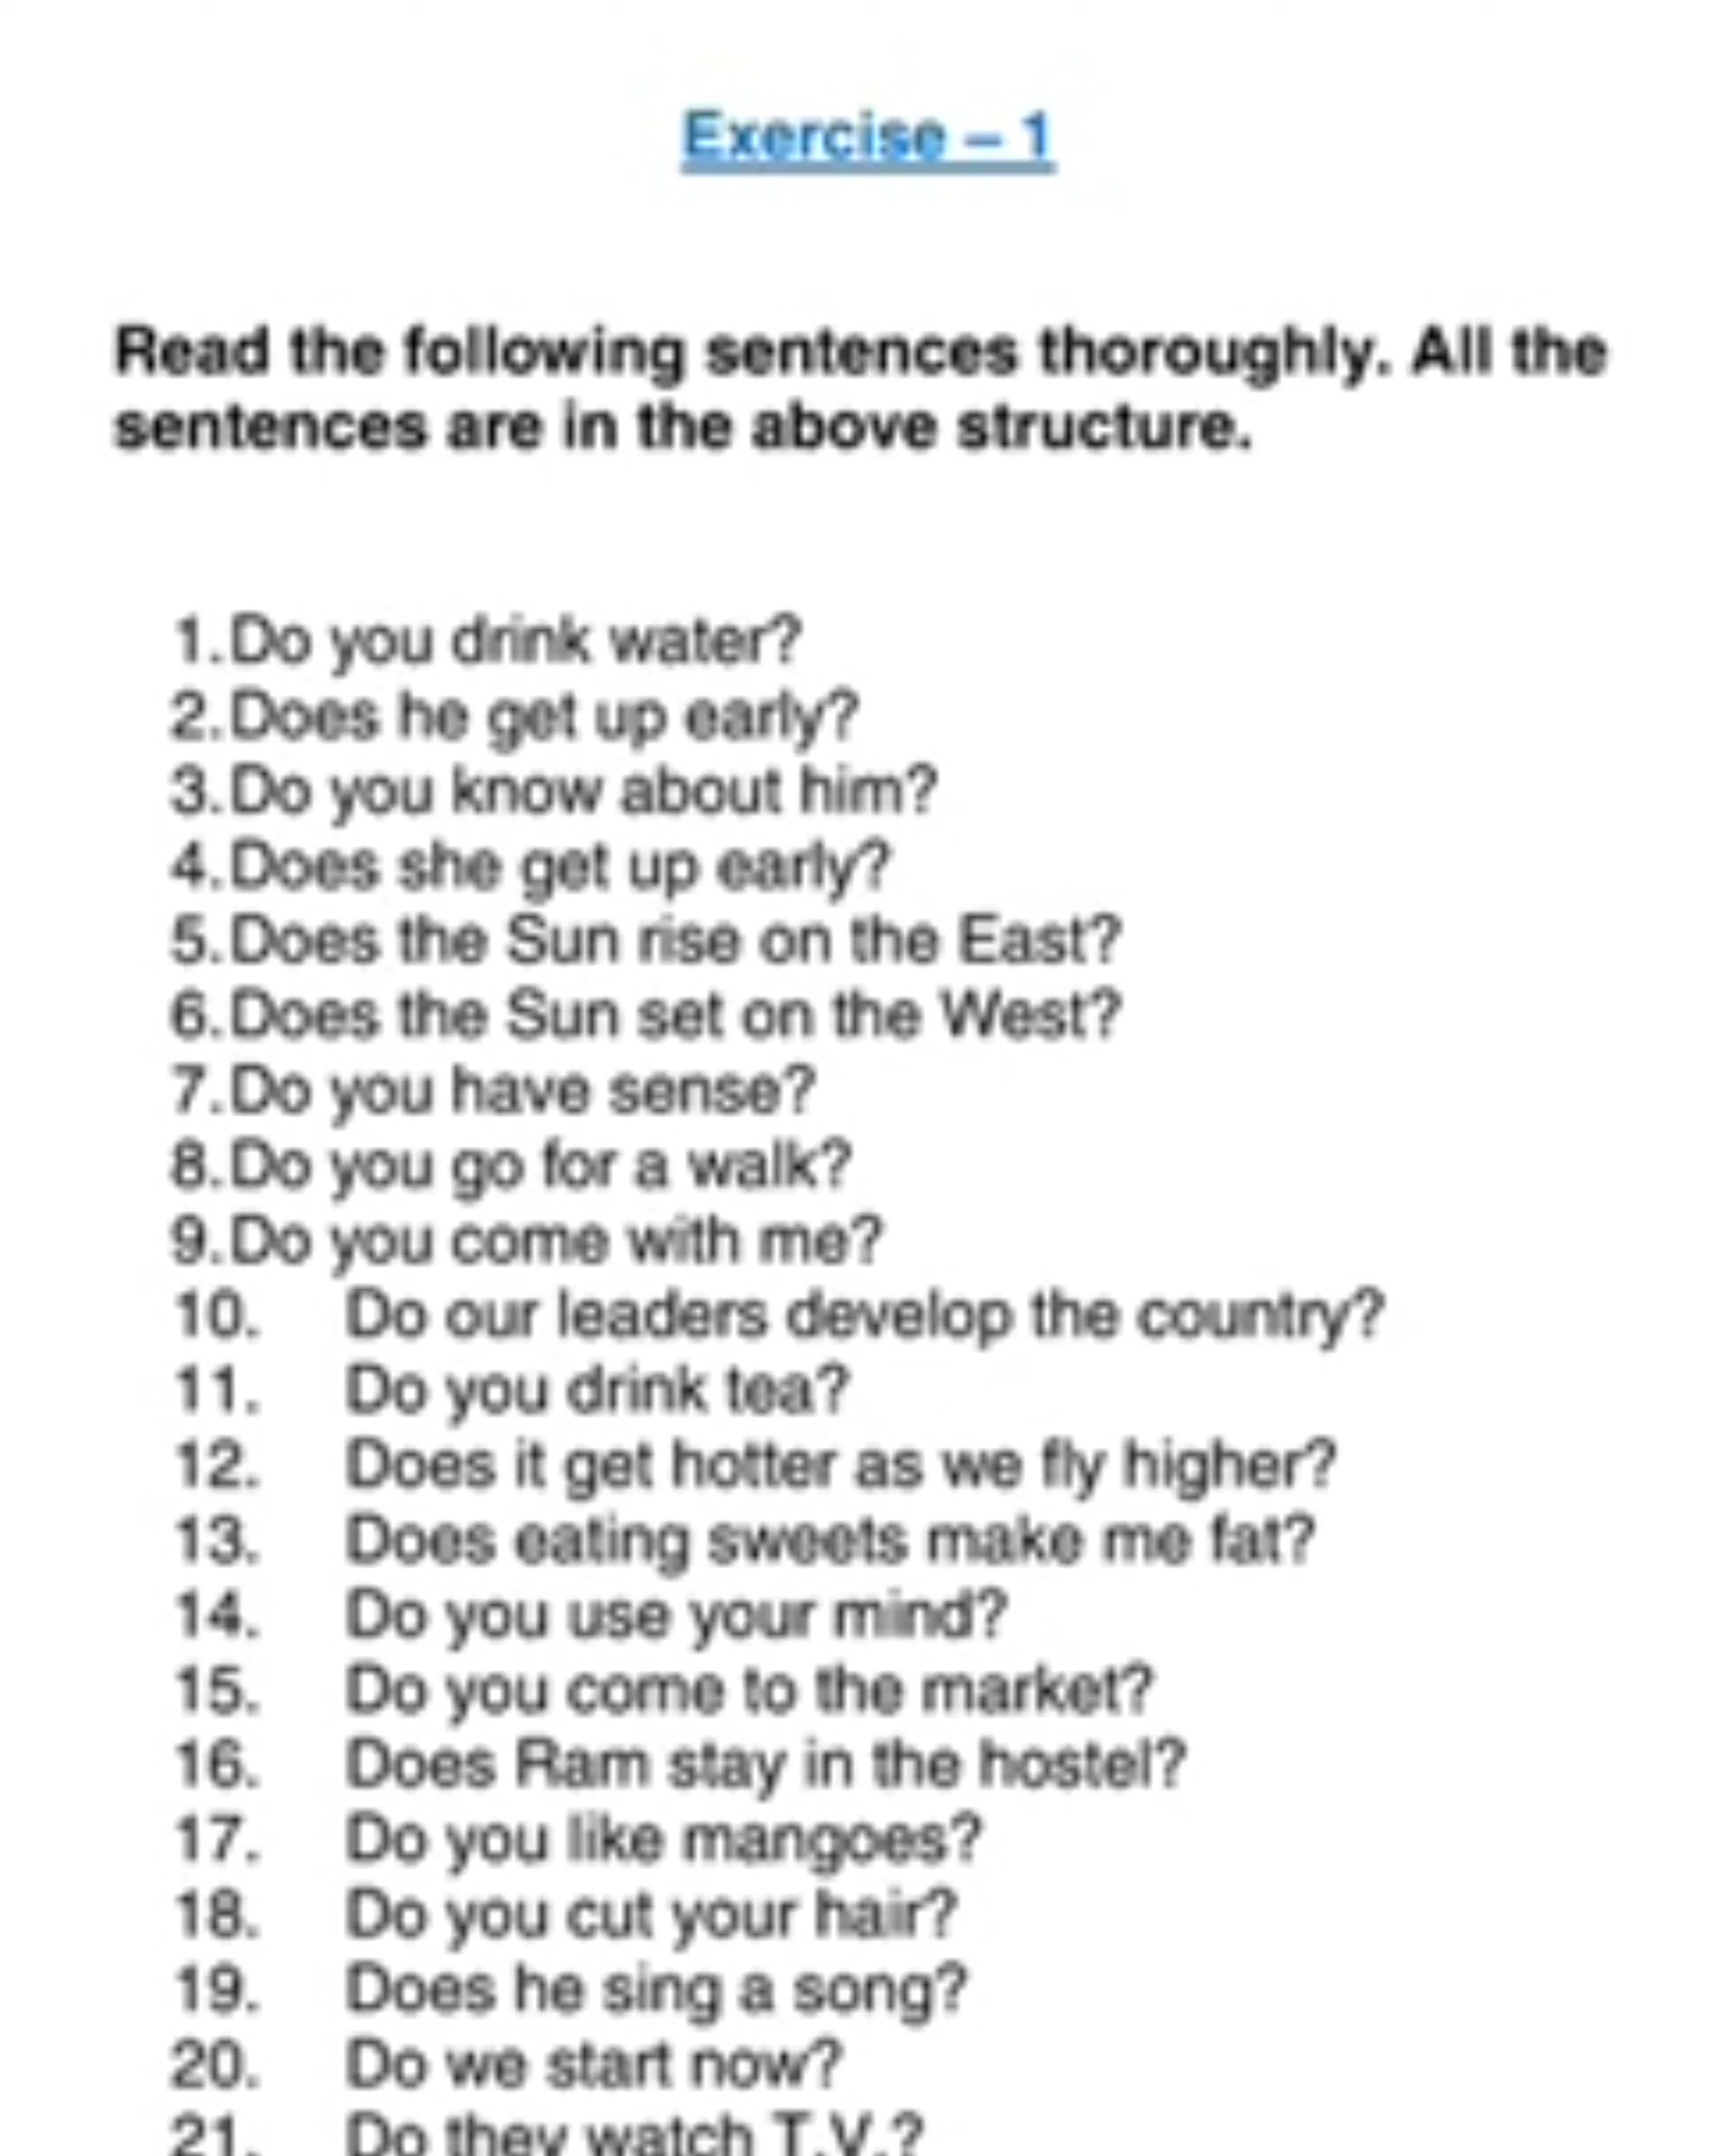 Exercise – 1
Read the following sentences thoroughly. All the
sentences are in the above structure.
1.Do you drink water?
2.Does he get up early?
3.Do you know about him?
4.Does she get up early?
5.Does the Sun rise on the East?
6.Does the Sun set on the West?
7.Do you have sense?
8.Do you go for a walk?
9.Do you come with me?
10. Do our leaders develop the country?
11. Do you drink tea?
12. Does it get hotter as we fly higher?
13. Does eating sweets make me fat?
14. Do you use your mind?
15. Do you come to the market?
16. Does Ram stay in the hostel?
17. Do you like mangoes?
18. Do you cut your hair?
19. Does he sing a song?
20. Do we start now?
21. Do they watch T.V.?